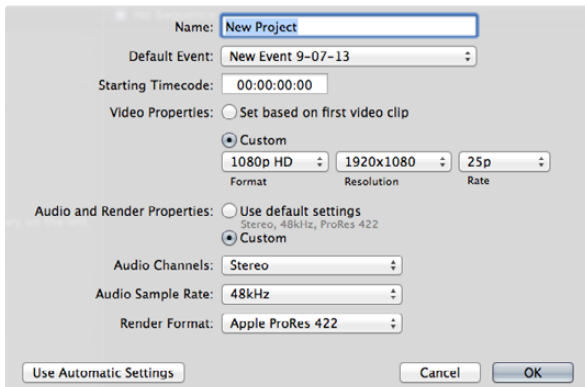 Name: New Project
Default Event: New Event 9-07-13
Starting Timecode: 00:00:00:00
Video Properties: Set based on first video clip
Custom
1080p HD 1920x1080 25p
Format Resolution Rate
Audio and Render Properties: Use default settings
Stereo, 48kHz, ProRes 422
Custom
Audio Channels: Stereo
Audio Sample Rate: 48kHz
Render Format: Apple ProRes 422
Use Automatic Settings Cancel OK